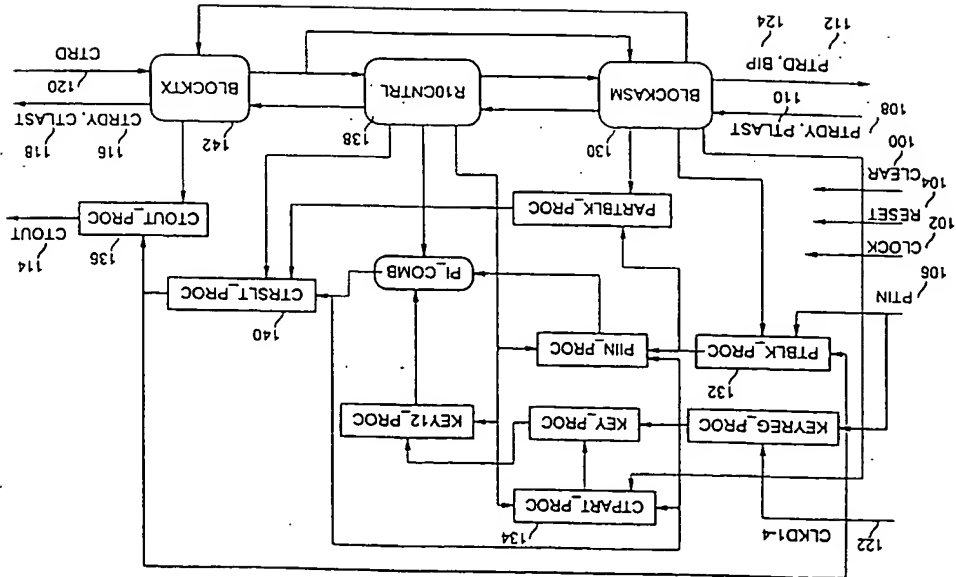 122
CLKD1-4
134
CTPART_PROC
KEYREG_PROC
KEY_PROC
KEY12_PROC
132
PTBLK_PROC
PIIN_PROC
140
PTIN
106
CTRSLT_PROC
PI_COMB
CLOCK
102
136
114
CTOUT
RESET
104
PARTBLK_PROC
CTOUT_PROC
CLEAR
100
130
138
142
116
118
108
PTRDY, PTLAST
110
CTRDY, CTLAST
BLOCKASM
R10CNTRL
BLOCKTX
120
PTRD, BIP
CTRD
112
124